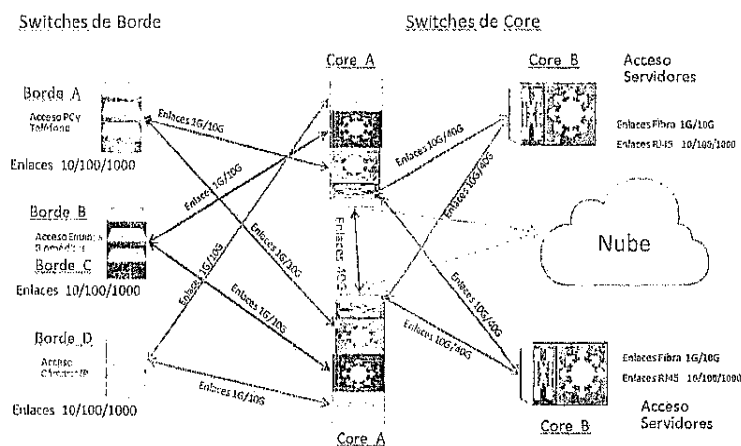 Switches de Borde
Switches de Core
Core A
Core B
Acceso
Servidores
Borde A
Acceso PC y
Teléfono
Enlaces 10/100/1000
Enlaces 1G/10G
Enlaces 10G/40G
Enlaces Fibra 1G/10G
Enlaces RJ45 10/100/1000
Enlaces 1G/10G
Enlaces 1G/10G
Enlaces 10G/40G
Borde B
Acceso
Borde C
Enlaces 10/100/1000
Enlaces 1G/10G
Enlaces
Nube
Enlaces 1G/10G
Enlaces 10G/40G
Borde D
Acceso
Enlaces 10/100/1000
Enlaces 1G/10G
Enlaces 10G/40G
Enlaces Fibra 1G/10G
Enlaces RJ45 10/100/1000
Core A
Core B
Acceso
Servidores